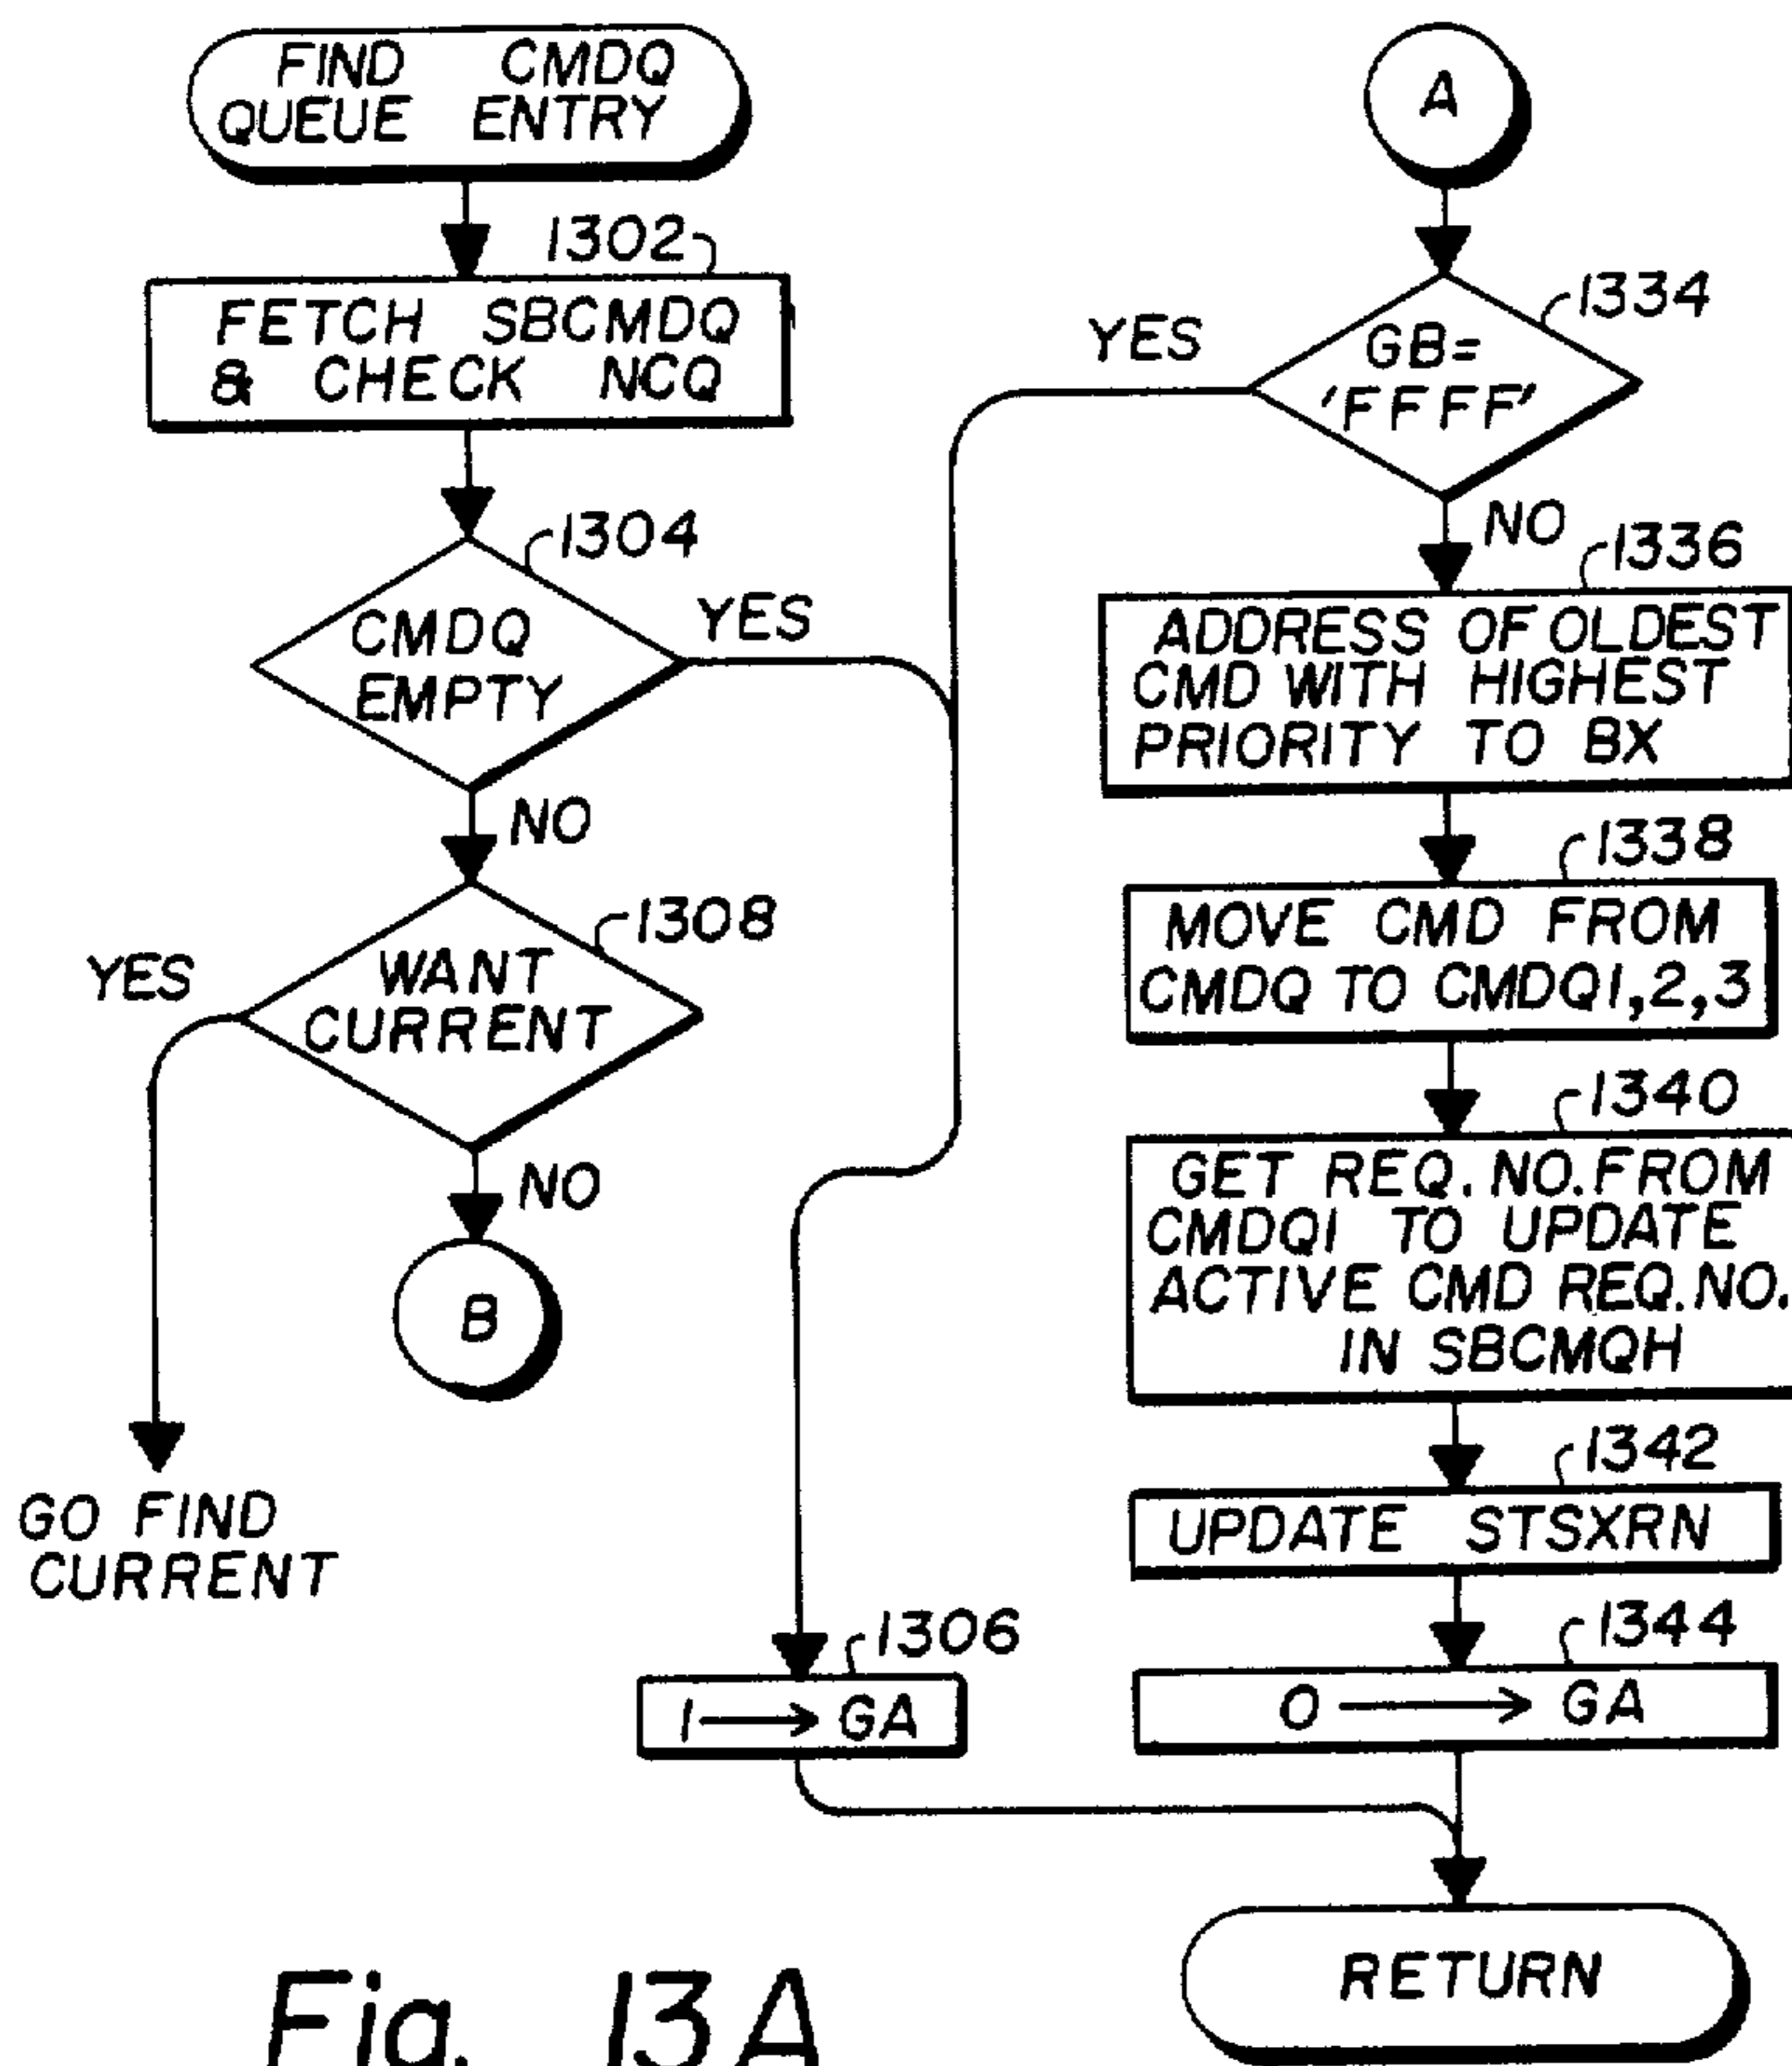 FIND CMDQ
QUEUE ENTRY
1302
FETCH SBCMDQ
& CHECK NCQ
1304
CMDQ
EMPTY
YES
NO
1308
WANT
CURRENT
YES
NO
B
GO FIND
CURRENT
1306
1→GA
A
1334
GB=
'FFFF'
YES
NO
1336
ADDRESS OF OLDEST
CMD WITH HIGHEST
PRIORITY TO BX
1338
MOVE CMD FROM
CMDQ TO CMDQ1,2,3
1340
GET REQ. NO. FROM
CMDQ1 TO UPDATE
ACTIVE CMD REQ. NO.
IN SBCMQH
1342
UPDATE STSXRN
1344
0→GA
RETURN
Fig. 13A